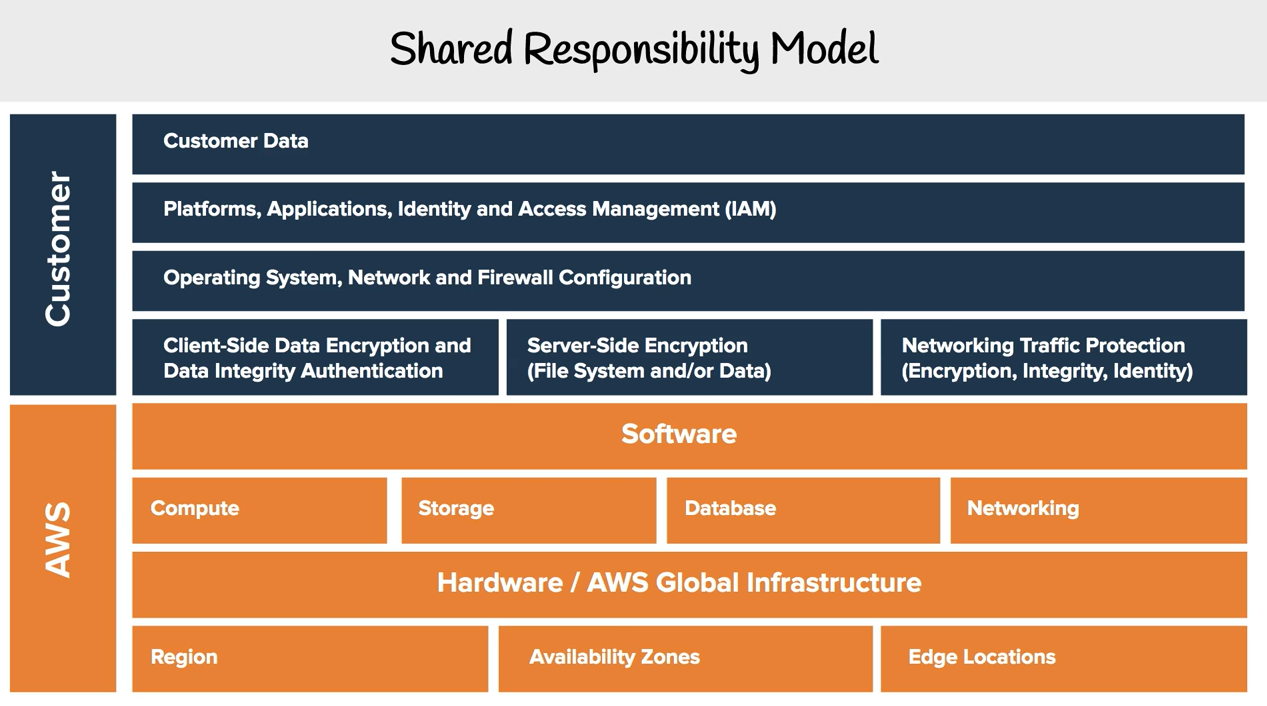 Shared Responsibility Model
Customer
Customer Data
Platforms, Applications, Identity and Access Management (IAM)
Operating System, Network and Firewall Configuration
Client-Side Data Encryption and
Data Integrity Authentication
Server-Side Encryption
(File System and/or Data)
Networking Traffic Protection
(Encryption, Integrity, Identity)
AWS
Software
Compute
Storage
Database
Networking
Hardware / AWS Global Infrastructure
Region
Availability Zones
Edge Locations